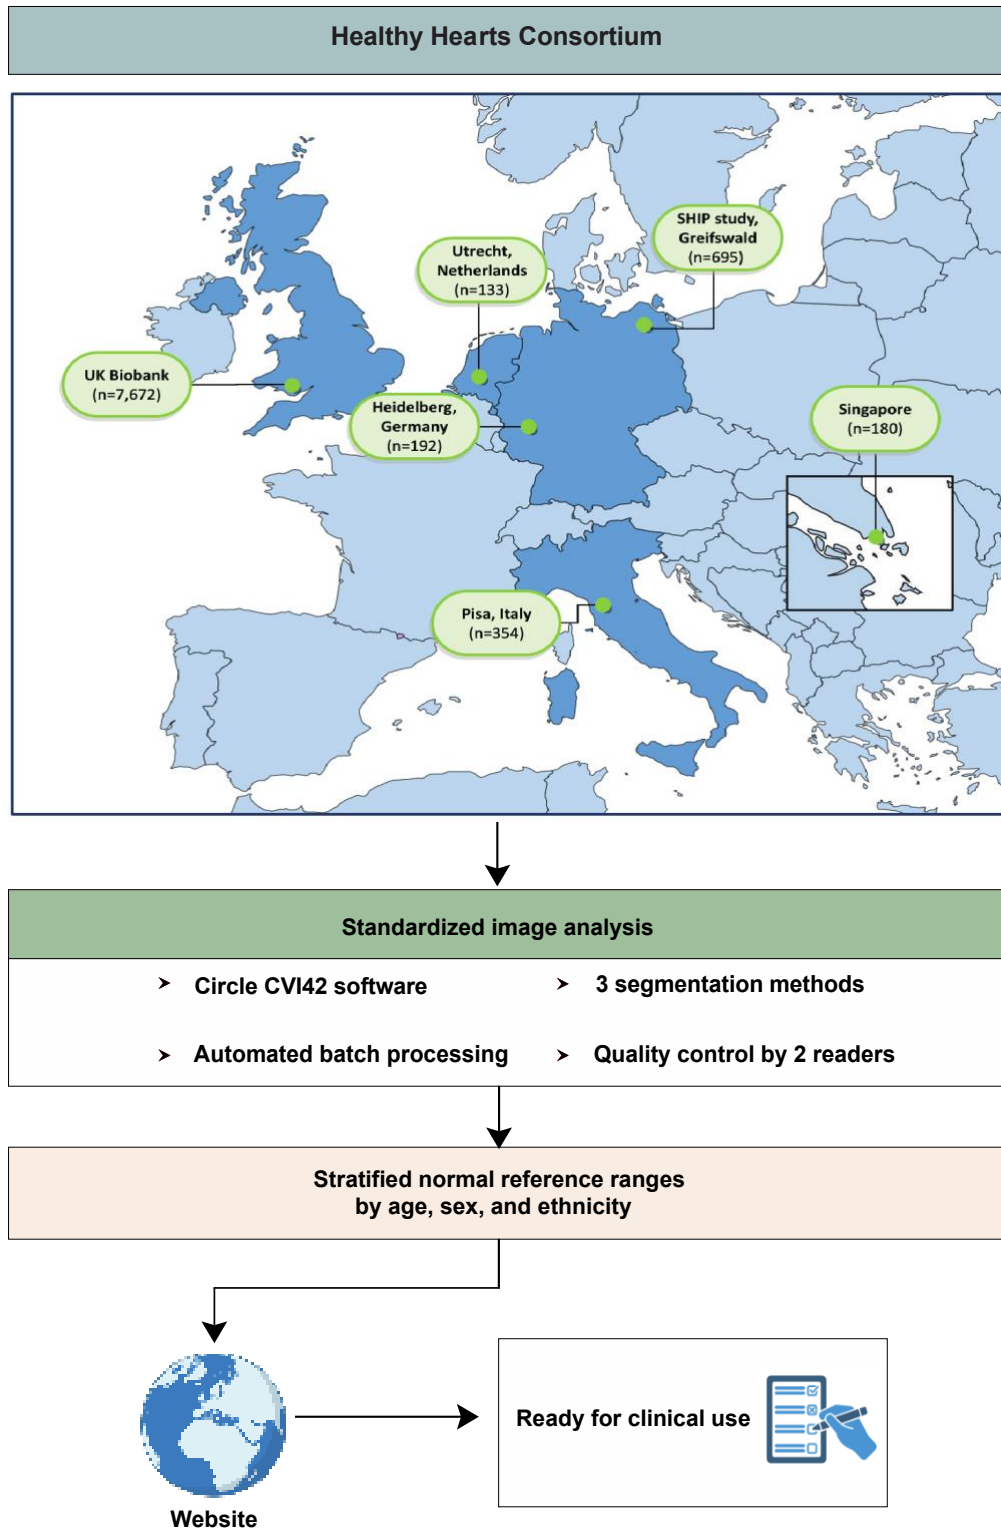 Healthy Hearts Consortium
SHIP study,
Greifswald
(n=695)
Utrecht,
Netherlands
(n=133)
UK Biobank
(n=7,672)
Heidelberg,
Germany
(n=192)
Singapore
(n=180)
Pisa, Italy
(n=354)
Standardized image analysis
➤ Circle CVI42 software
➤ 3 segmentation methods
➤ Automated batch processing
➤ Quality control by 2 readers
Stratified normal reference ranges
by age, sex, and ethnicity
Ready for clinical use
Website